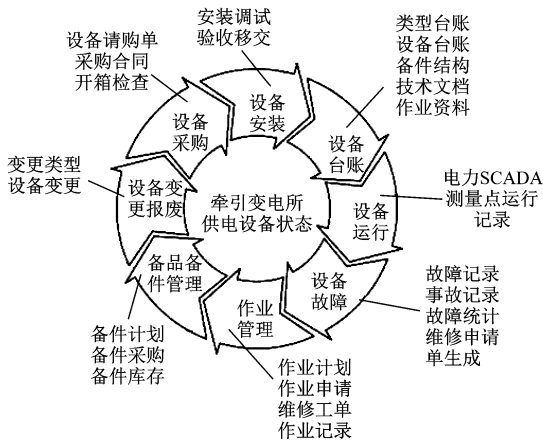 安装调试
验收移交
类型台账
设备台账
备件结构
技术文档
作业资料
设备请购单
采购合同
开箱检查
设备
安装
设备
采购
设备
台账
变更类型
设备变更
设备变
更报废
牵引变电所
供电设备状态
设备
运行
电力SCADA
测量点运行
记录
备品备
件管理
设备
故障
故障记录
事故记录
故障统计
维修申请
单生成
作业
管理
备件计划
备件采购
备件库存
作业计划
作业申请
维修工单
作业记录